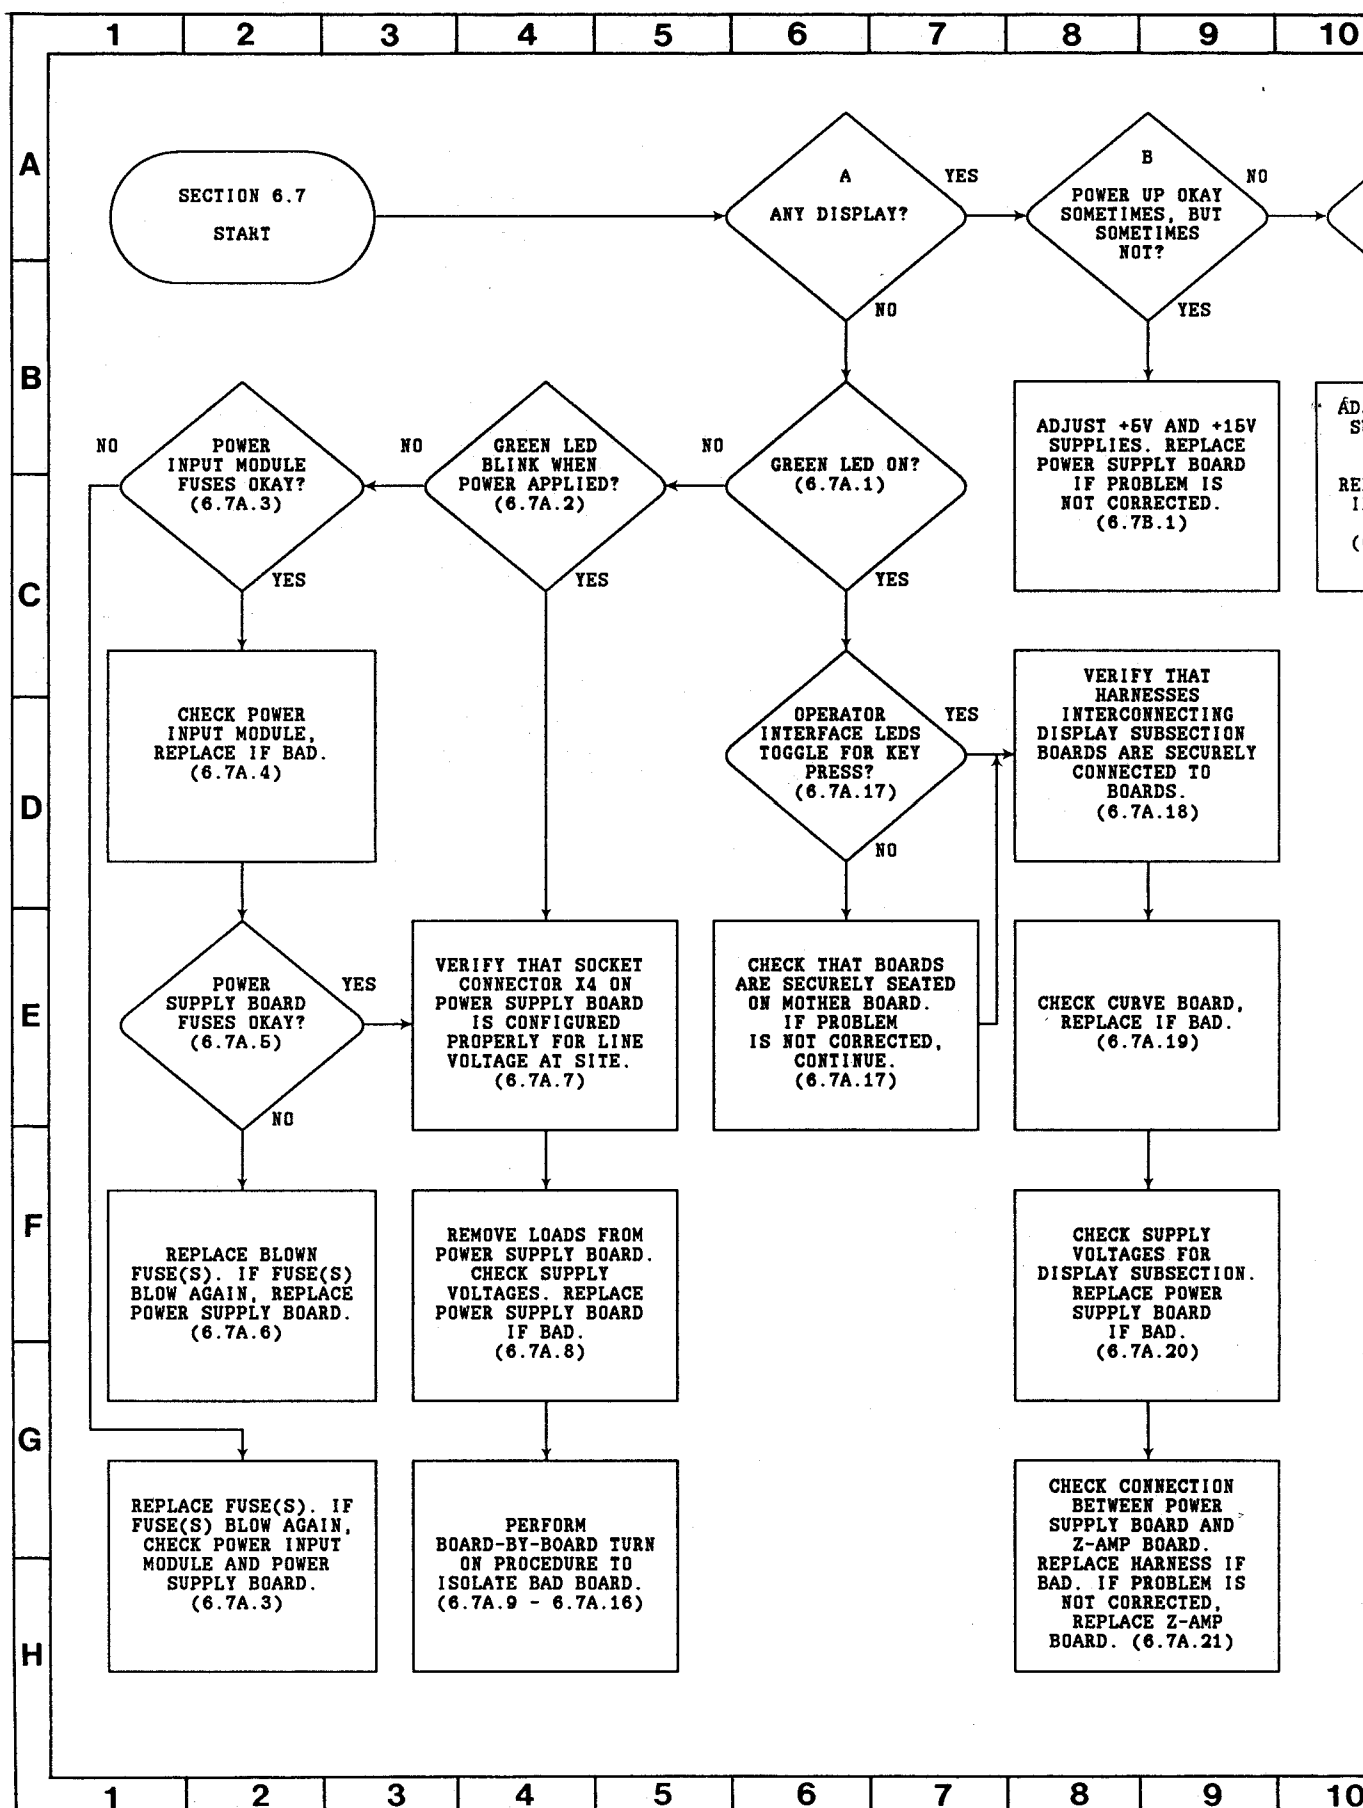 1 2 3 4 5 6 7 8 9 10
A
B
C
D
E
F
G
H
SECTION 6.7
START
A
ANY DISPLAY?
YES
NO
B
POWER UP OKAY
SOMETIMES, BUT
SOMETIMES
NOT?
NO
YES
POWER
INPUT MODULE
FUSES OKAY?
(6.7A.3)
NO
YES
GREEN LED
BLINK WHEN
POWER APPLIED?
(6.7A.2)
NO
YES
GREEN LED ON?
(6.7A.1)
NO
YES
ADJUST +5V AND +15V
SUPPLIES. REPLACE
POWER SUPPLY BOARD
IF PROBLEM IS
NOT CORRECTED.
(6.7B.1)
CHECK POWER
INPUT MODULE,
REPLACE IF BAD.
(6.7A.4)
OPERATOR
INTERFACE LEDS
TOGGLE FOR KEY
PRESS?
(6.7A.17)
YES
NO
VERIFY THAT
HARNESSES
INTERCONNECTING
DISPLAY SUBSECTION
BOARDS ARE SECURELY
CONNECTED TO
BOARDS.
(6.7A.18)
POWER
SUPPLY BOARD
FUSES OKAY?
(6.7A.5)
YES
NO
VERIFY THAT SOCKET
CONNECTOR X4 ON
POWER SUPPLY BOARD
IS CONFIGURED
PROPERLY FOR LINE
VOLTAGE AT SITE.
(6.7A.7)
CHECK THAT BOARDS
ARE SECURELY SEATED
ON MOTHER BOARD.
IF PROBLEM
IS NOT CORRECTED,
CONTINUE.
(6.7A.17)
CHECK CURVE BOARD,
REPLACE IF BAD.
(6.7A.19)
REPLACE BLOWN
FUSE(S). IF FUSE(S)
BLOW AGAIN, REPLACE
POWER SUPPLY BOARD.
(6.7A.6)
REMOVE LOADS FROM
POWER SUPPLY BOARD.
CHECK SUPPLY
VOLTAGES. REPLACE
POWER SUPPLY BOARD
IF BAD.
(6.7A.8)
CHECK SUPPLY
VOLTAGES FOR
DISPLAY SUBSECTION.
REPLACE POWER
SUPPLY BOARD
IF BAD.
(6.7A.20)
REPLACE FUSE(S). IF
FUSE(S) BLOW AGAIN,
CHECK POWER INPUT
MODULE AND POWER
SUPPLY BOARD.
(6.7A.3)
PERFORM
BOARD-BY-BOARD TURN
ON PROCEDURE TO
ISOLATE BAD BOARD.
(6.7A.9 - 6.7A.16)
CHECK CONNECTION
BETWEEN POWER
SUPPLY BOARD AND
Z-AMP BOARD.
REPLACE HARNESS IF
BAD. IF PROBLEM IS
NOT CORRECTED,
REPLACE Z-AMP
BOARD. (6.7A.21)
1 2 3 4 5 6 7 8 9 10